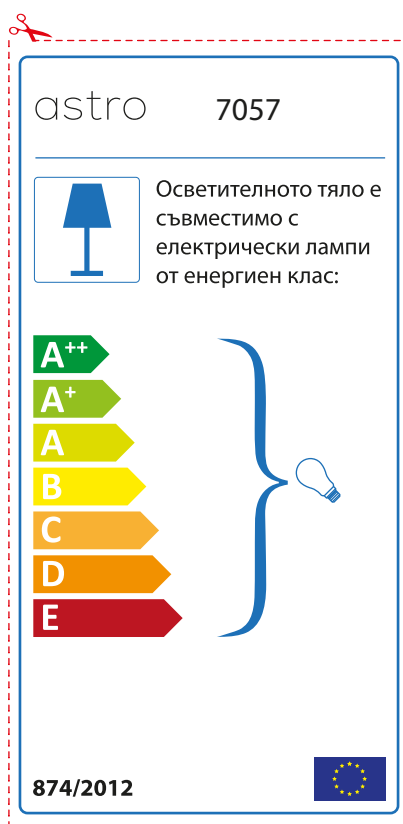 astro 7057
Осветителното тяло е
съвместимо с
електрически лампи
от енергиен клас:
A++
A+
A
B
C
D
E
874/2012